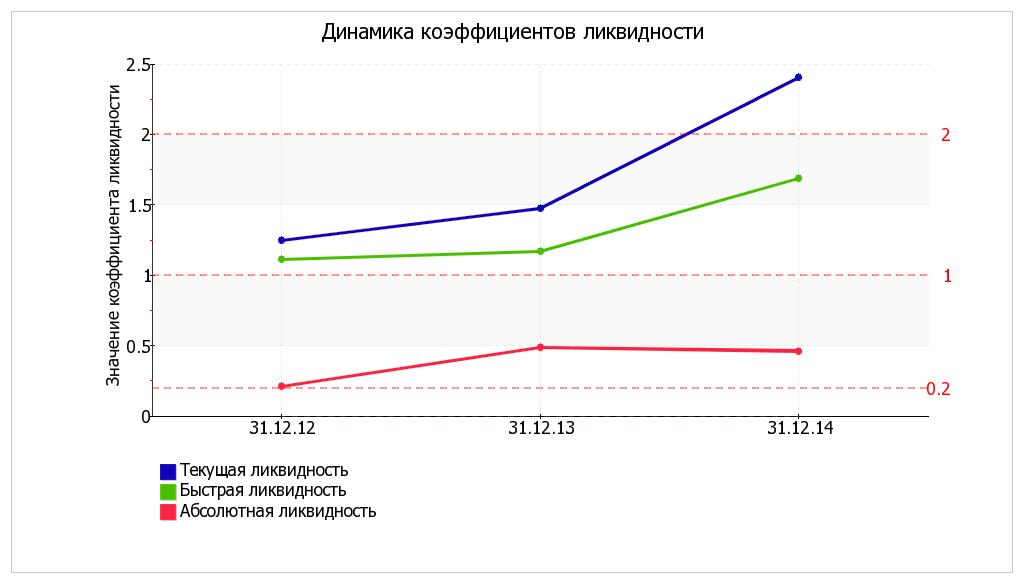 Динамика коэффициентов ликвидности
Значение коэффициента ликвидности
2.5
2
2
1.5
1
1
0.5
0.2
0
31.12.12 31.12.13 31.12.14
Текущая ликвидность
Быстрая ликвидность
Абсолютная ликвидность